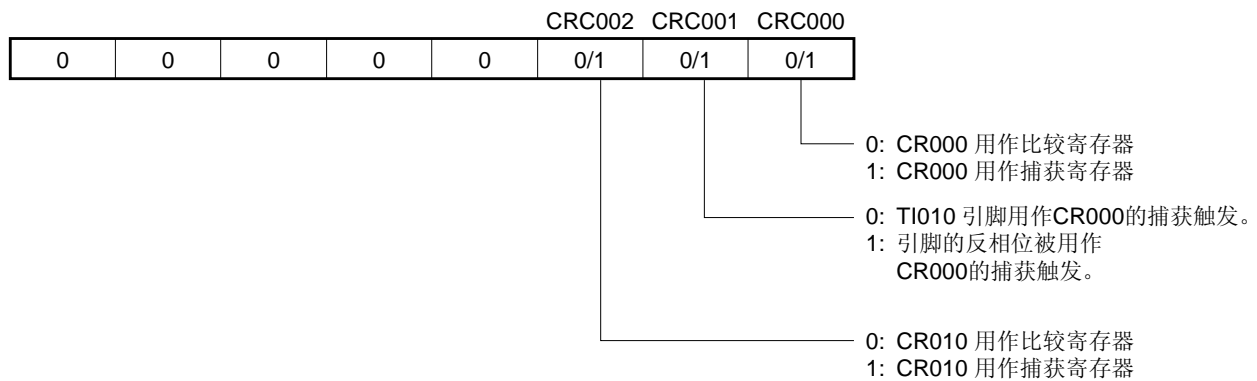 CRC002 CRC001 CRC000
0 0 0 0 0 0/1 0/1 0/1
0: CR000 用作比较寄存器
1: CR000 用作捕获寄存器
0: TI010 引脚用作CR000的捕获触发。
1: 引脚的反相位被用作
CR000的捕获触发。
0: CR010 用作比较寄存器
1: CR010 用作捕获寄存器